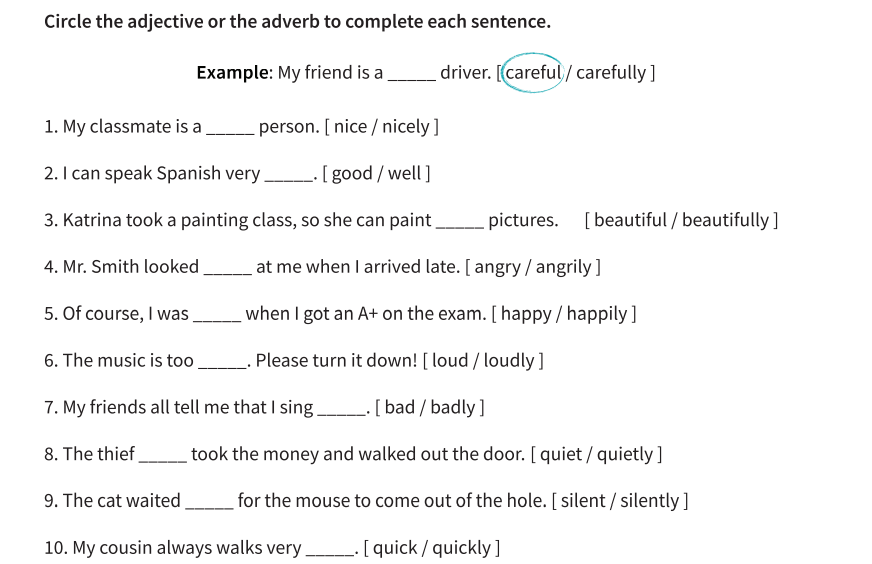 Circle the adjective or the adverb to complete each sentence.
Example: My friend is a _____ driver. [ careful / carefully ]
1. My classmate is a _____ person. [ nice / nicely ]
2. I can speak Spanish very _____. [ good / well ]
3. Katrina took a painting class, so she can paint _____ pictures. [ beautiful / beautifully ]
4. Mr. Smith looked _____ at me when I arrived late. [ angry / angrily ]
5. Of course, I was _____ when I got an A+ on the exam. [ happy / happily ]
6. The music is too _____. Please turn it down! [ loud / loudly ]
7. My friends all tell me that I sing _____. [ bad / badly ]
8. The thief _____ took the money and walked out the door. [ quiet / quietly ]
9. The cat waited _____ for the mouse to come out of the hole. [ silent / silently ]
10. My cousin always walks very _____. [ quick / quickly ]